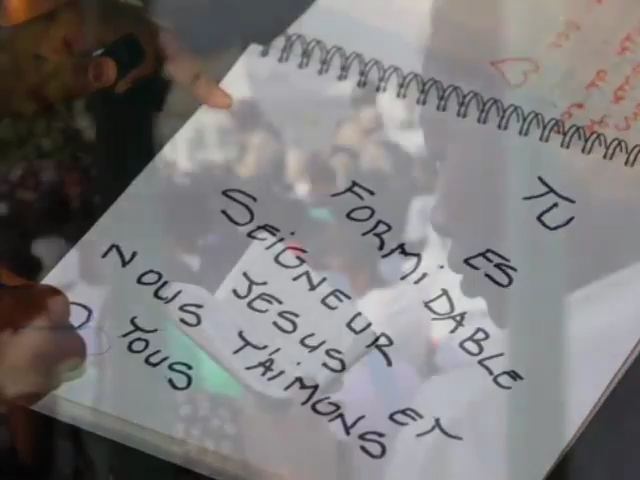 TU
ES
FORMiDABLE
SEiGNEUR
JESUS ET
NOUS T'AiMONS
TOUS